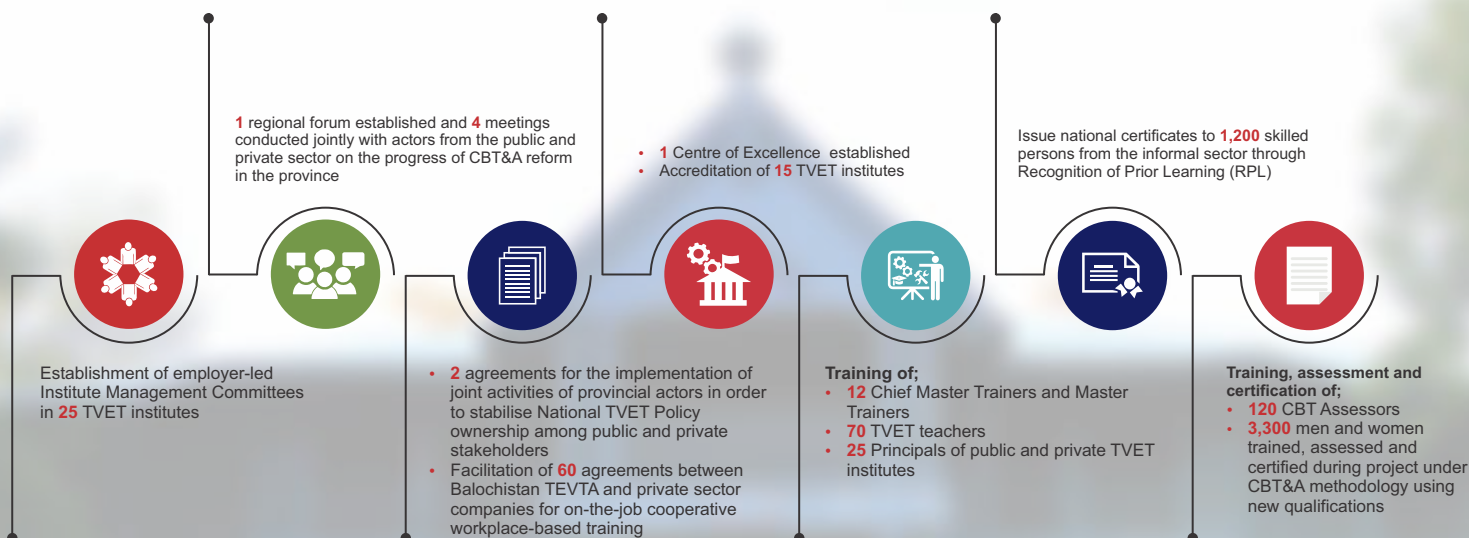 Establishment of employer-led
Institute Management Committees
in 25 TVET institutes
1 regional forum established and 4 meetings
conducted jointly with actors from the public and
private sector on the progress of CBT&A reform
in the province
• 2 agreements for the implementation of
joint activities of provincial actors in order
to stabilise National TVET Policy
ownership among public and private
stakeholders
• Facilitation of 60 agreements between
Balochistan TEVTA and private sector
companies for on-the-job cooperative
workplace-based training
• 1 Centre of Excellence established
• Accreditation of 15 TVET institutes
Training of;
• 12 Chief Master Trainers and Master
Trainers
• 70 TVET teachers
• 25 Principals of public and private TVET
institutes
Issue national certificates to 1,200 skilled
persons from the informal sector through
Recognition of Prior Learning (RPL)
Training, assessment and
certification of;
• 120 CBT Assessors
• 3,300 men and women
trained, assessed and
certified during project under
CBT&A methodology using
new qualifications